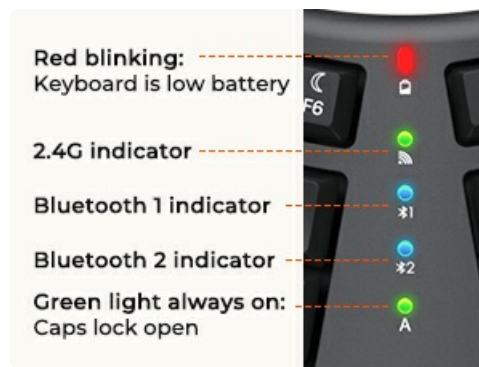 Red blinking:
Keyboard is low battery
F6
2.4G indicator
Bluetooth 1 indicator
1
Bluetooth 2 indicator
2
Green light always on:
Caps lock open
A